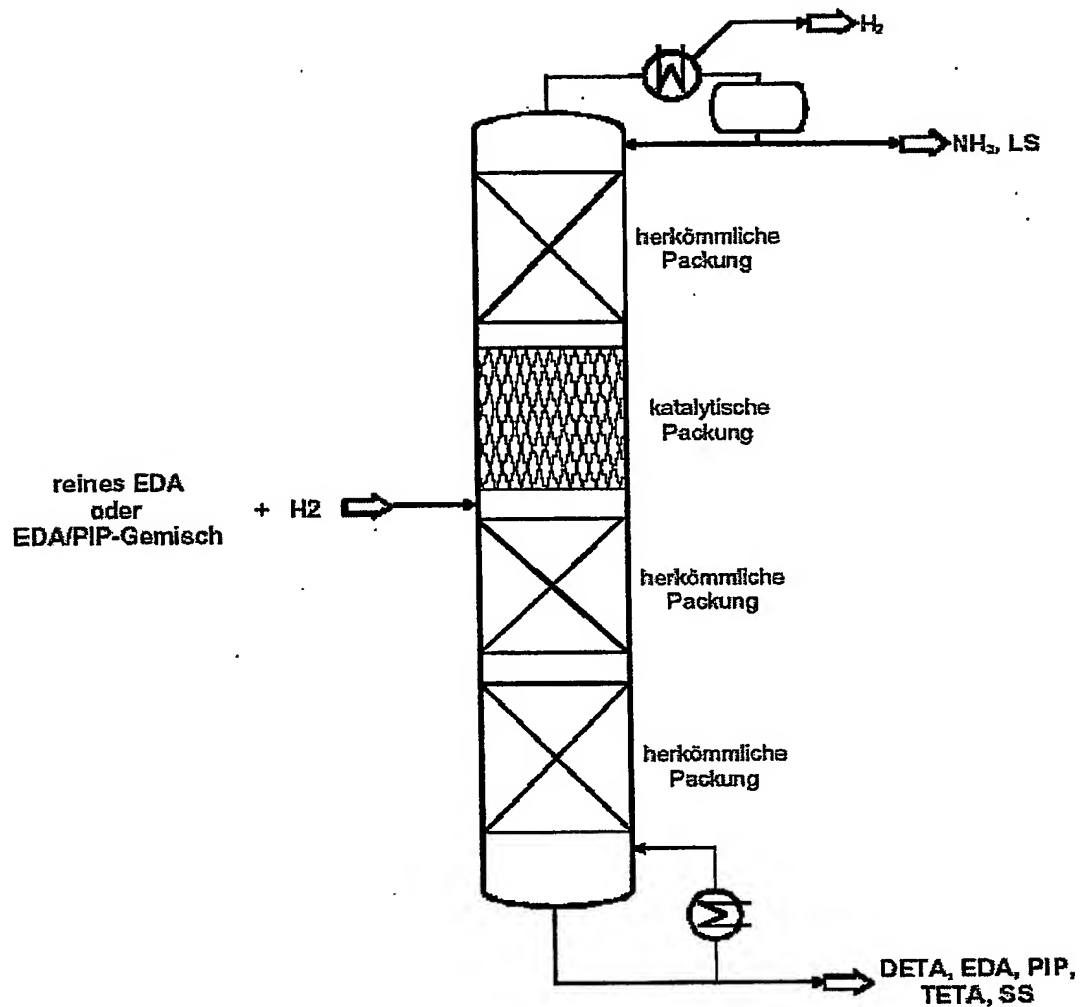 H₂
NH₃, LS
herkömmliche
Packung
katalytische
Packung
reines EDA
oder
EDA/PIP-Gemisch
+ H2
herkömmliche
Packung
herkömmliche
Packung
DETA, EDA, PIP,
TETA, SS